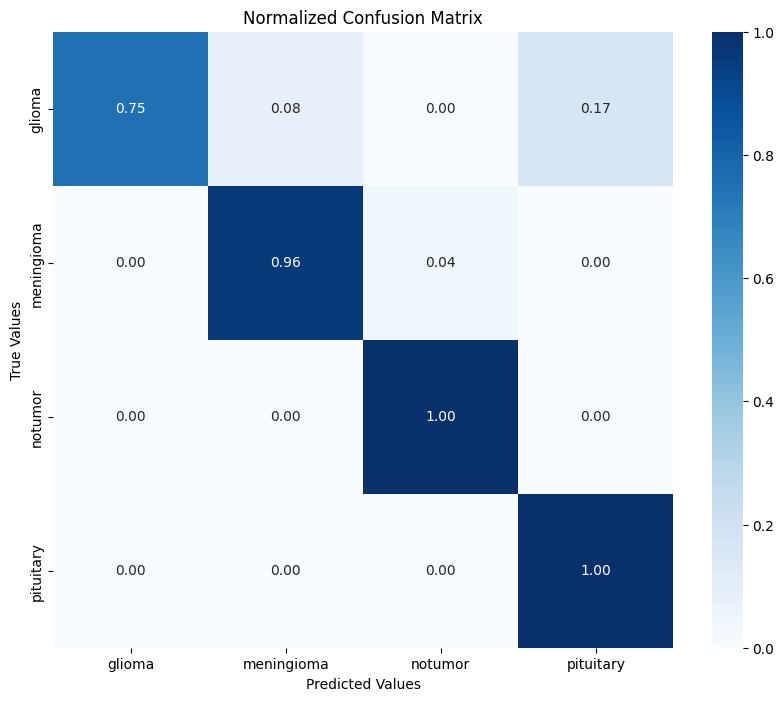 Normalized Confusion Matrix
1.0
glioma
0.75
0.08
0.00
0.17
0.8
meningioma
0.00
0.96
0.04
0.00
0.6
True Values
0.4
notumor
0.00
0.00
1.00
0.00
0.2
pituitary
0.00
0.00
0.00
1.00
0.0
glioma
meningioma
notumor
pituitary
Predicted Values